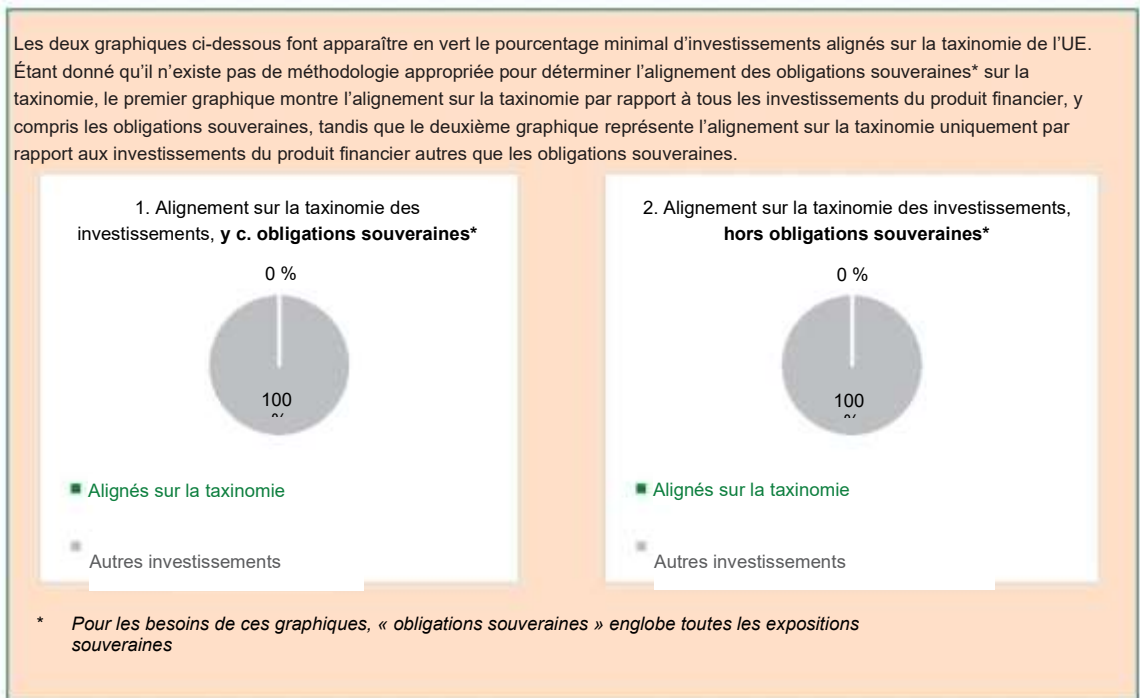 Les deux graphiques ci-dessous font apparaître en vert le pourcentage minimal d’investissements alignés sur la taxinomie de l’UE.
Étant donné qu’il n’existe pas de méthodologie appropriée pour déterminer l’alignement des obligations souveraines* sur la
taxinomie, le premier graphique montre l’alignement sur la taxinomie par rapport à tous les investissements du produit financier, y
compris les obligations souveraines, tandis que le deuxième graphique représente l’alignement sur la taxinomie uniquement par
rapport aux investissements du produit financier autres que les obligations souveraines.
1. Alignement sur la taxinomie des
investissements, y c. obligations souveraines*
0 %
100
%
Alignés sur la taxinomie
Autres investissements
2. Alignement sur la taxinomie des investissements,
hors obligations souveraines*
0 %
100
%
Alignés sur la taxinomie
Autres investissements
* Pour les besoins de ces graphiques, « obligations souveraines » englobe toutes les expositions
souveraines